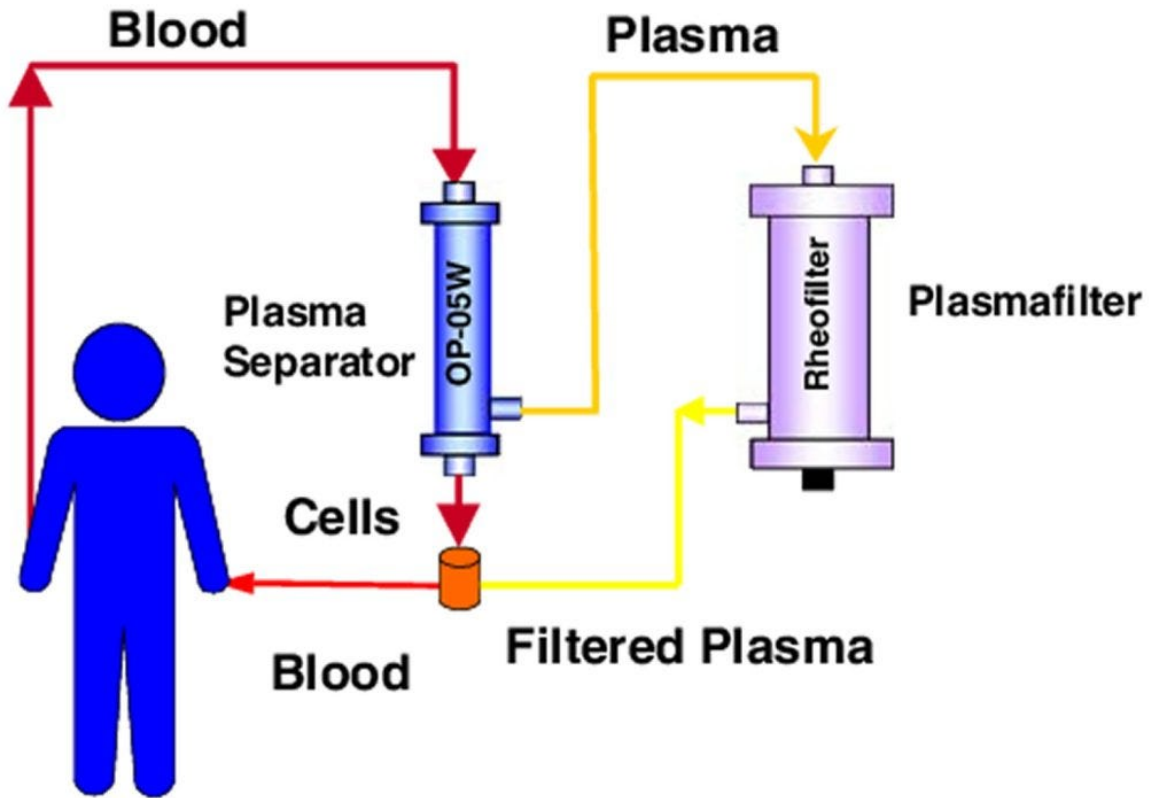 Blood
Plasma
Plasma
Separator
OP-05W
Rheofilter
Plasmafilter
Cells
Filtered Plasma
Blood